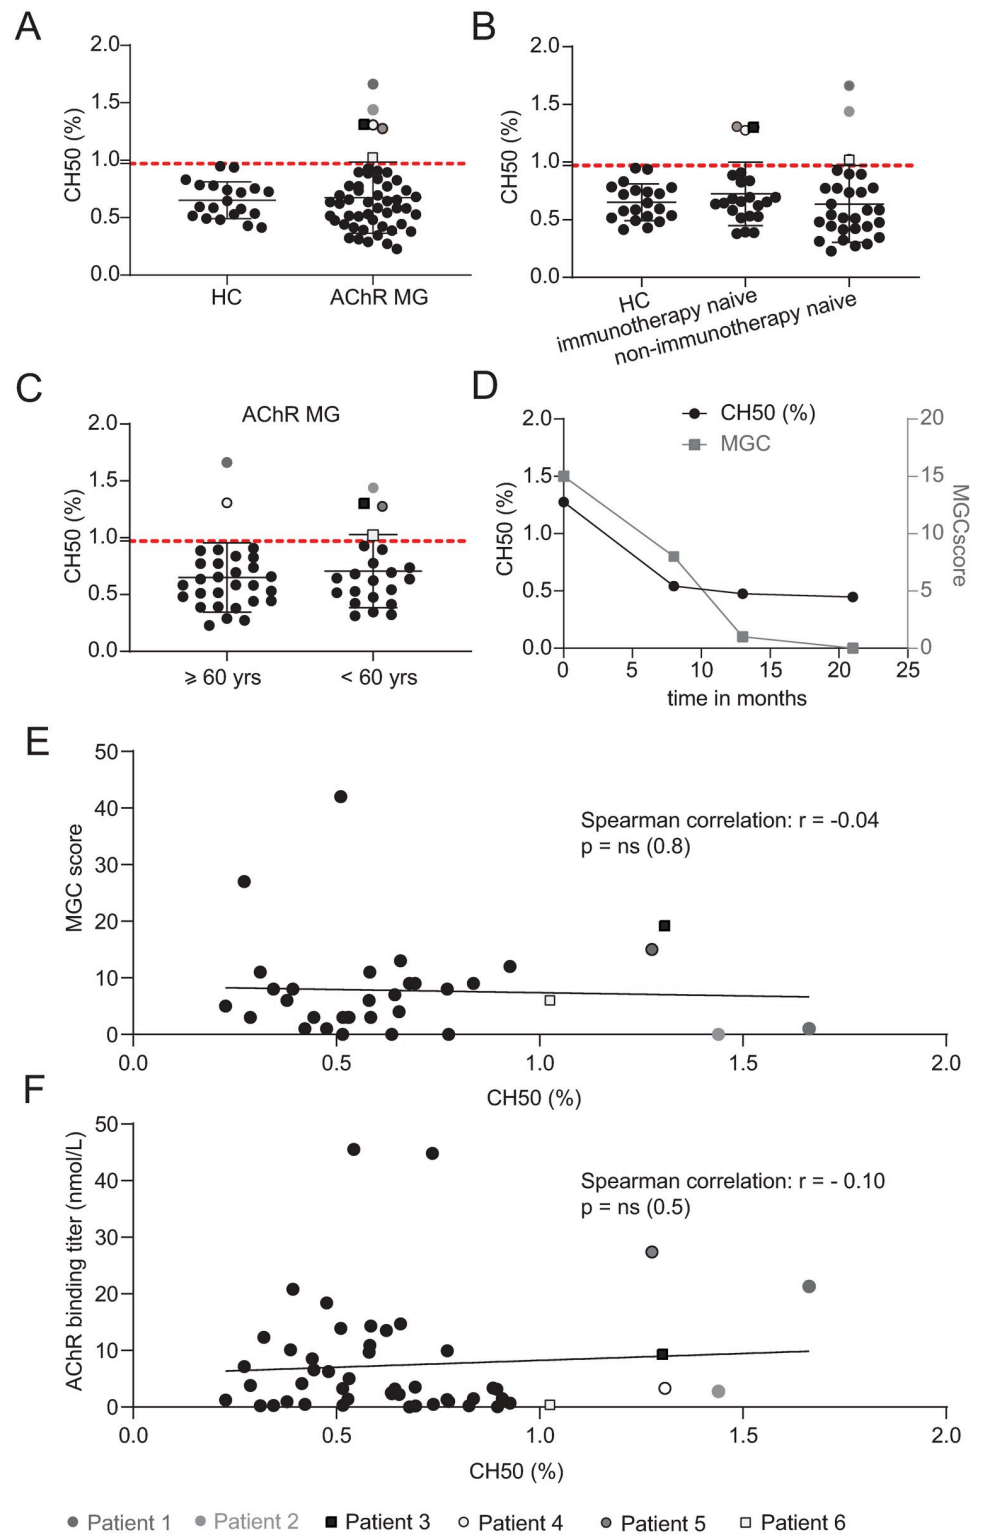 A
2.0
1.5
1.0
0.5
0.0
CH50 (%)
HC
AChR MG
B
2.0
1.5
1.0
0.5
0.0
CH50 (%)
HC
immunotherapy naive
non-immunotherapy naive
C
AChR MG
2.0
1.5
1.0
0.5
0.0
CH50 (%)
⩾ 60 yrs
< 60 yrs
D
CH50 (%)
MGC
2.0
1.5
1.0
0.5
0.0
CH50 (%)
20
15
10
5
0
MGCscore
0
5
10
15
20
25
time in months
E
50
40
30
20
10
0
MGC score
Spearman correlation: r = -0.04
p = ns (0.8)
0.0
0.5
1.0
1.5
2.0
CH50 (%)
F
50
40
30
20
10
0
AChR binding titer (nmol/L)
Spearman correlation: r = - 0.10
p = ns (0.5)
0.0
0.5
1.0
1.5
2.0
CH50 (%)
Patient 1
Patient 2
Patient 3
Patient 4
Patient 5
Patient 6